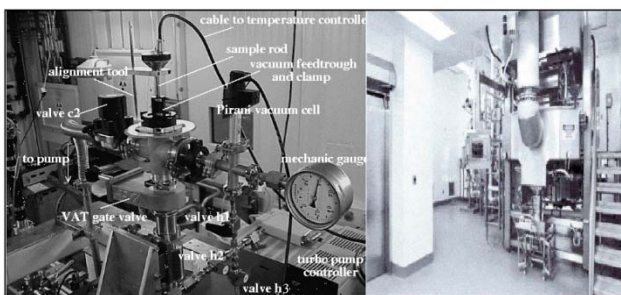 cable to temperature controlle
sample rod
vacuum feedtrough
and clamp
alignment tool
valve c2
Pirani vacuum cell
to pump
mechanic gauge
VAT gate valve
valve h1
valve h2
turbo pump
controller
valve h3